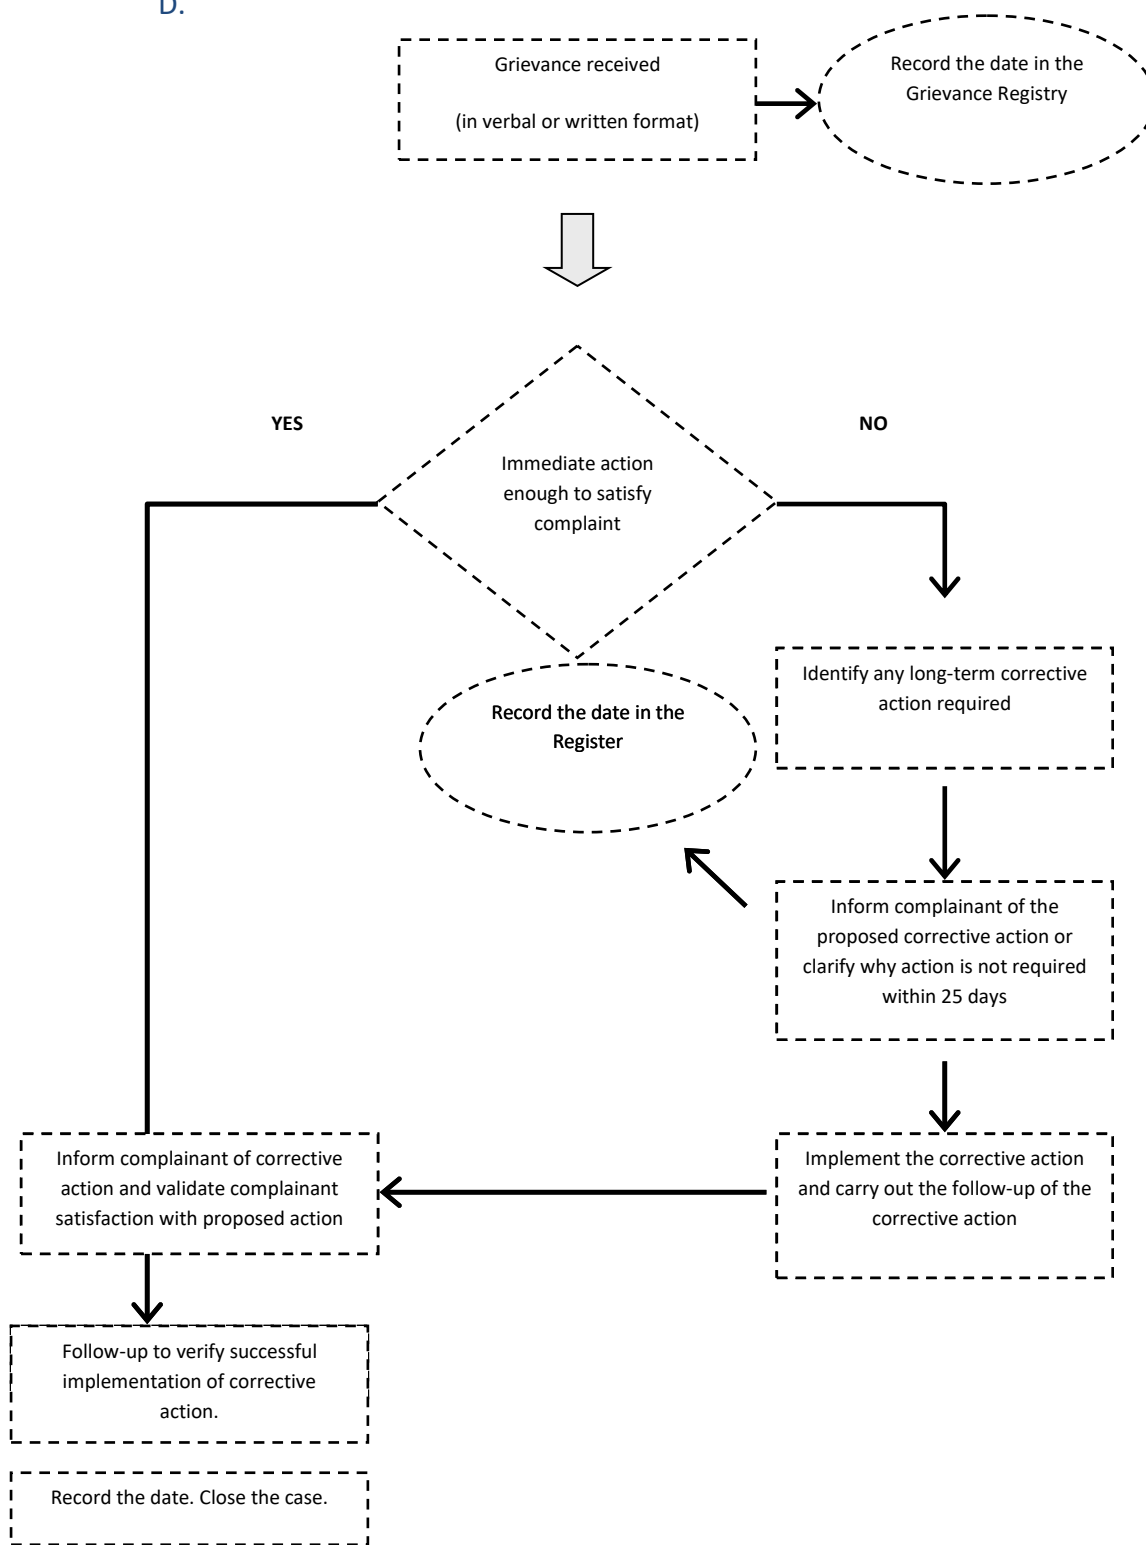 D.
Grievance received
(in verbal or written format)
Record the date in the
Grievance Registry
YES
NO
Immediate action
enough to satisfy
complaint
Identify any long-term corrective
action required
Record the date in the
Register
Inform complainant of the
proposed corrective action or
clarify why action is not required
within 25 days
Inform complainant of corrective
action and validate complainant
satisfaction with proposed action
Implement the corrective action
and carry out the follow-up of the
corrective action
Follow-up to verify successful
implementation of corrective
action.
Record the date. Close the case.